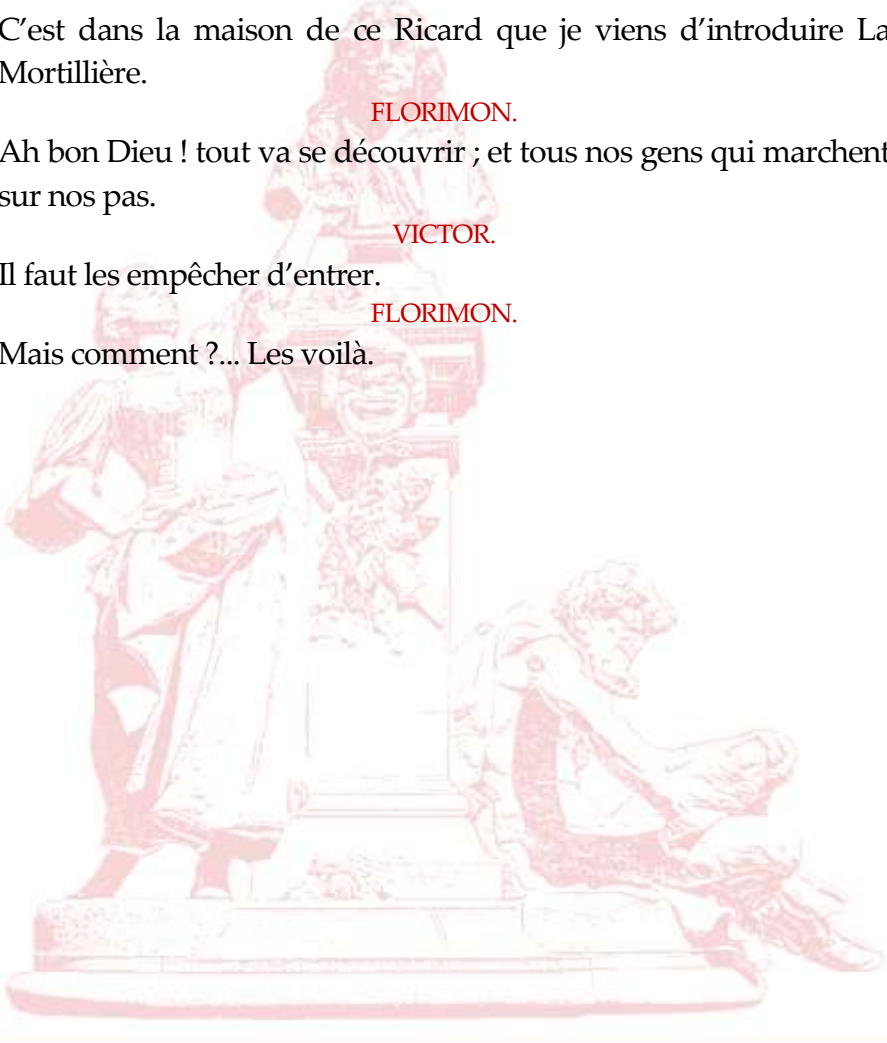 C’est dans la maison de ce Ricard que je viens d’introduire La
Mortillière.
FLORIMON.
Ah bon Dieu ! tout va se découvrir ; et tous nos gens qui marchent
sur nos pas.
VICTOR.
Il faut les empêcher d’entrer.
FLORIMON.
Mais comment ?... Les voilà.